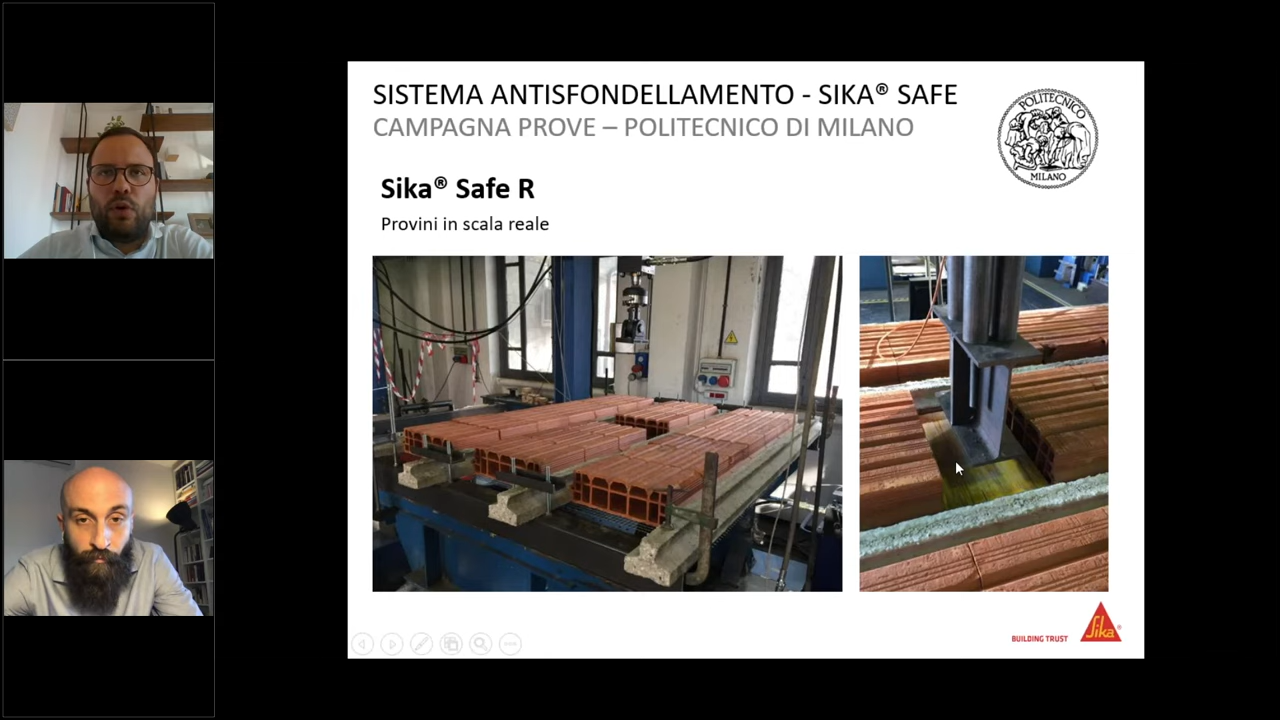 SISTEMA ANTISFONDELLAMENTO - SIKA® SAFE
CAMPAGNA PROVE – POLITECNICO DI MILANO
POLITECNICO
MILANO
Sika® Safe R
Provini in scala reale
BUILDING TRUST
Sika®